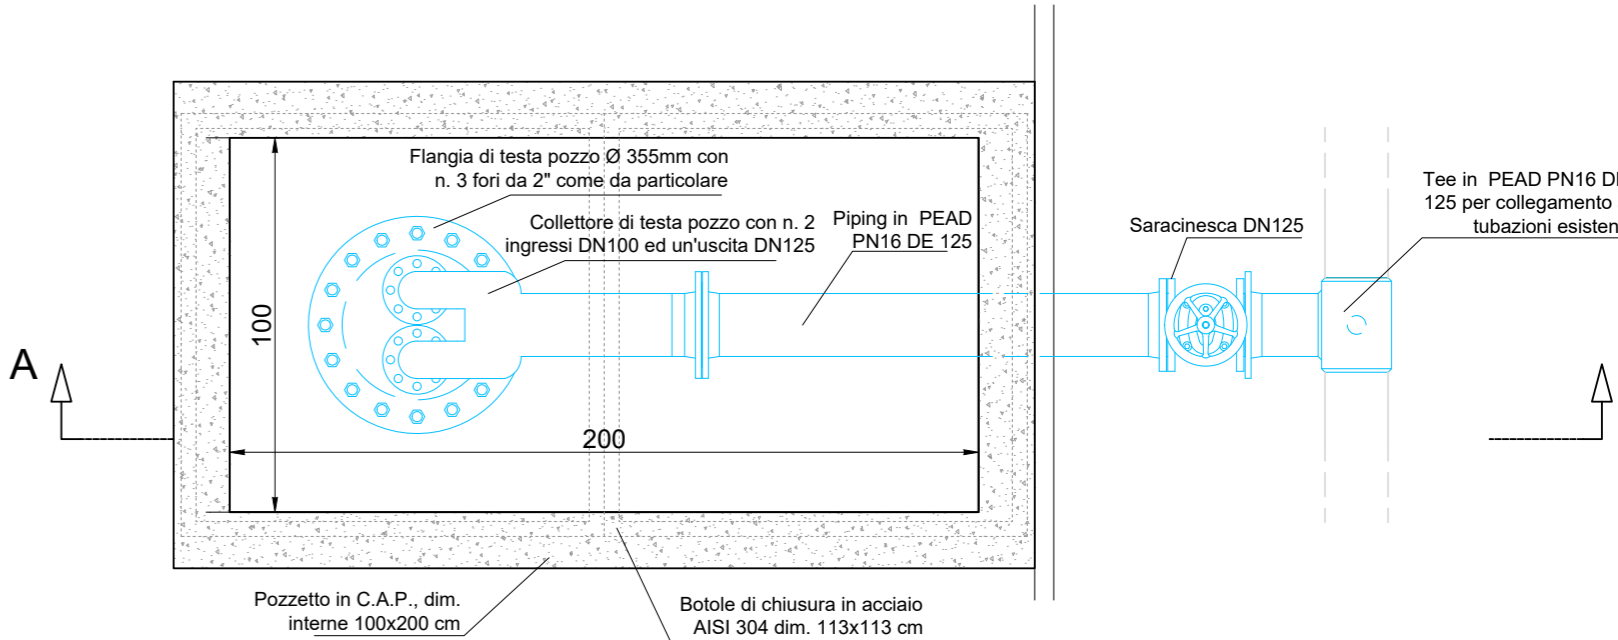 Flangia di testa pozzo Ø 355mm con
n. 3 fori da 2" come da particolare
Collettore di testa pozzo con n. 2
ingressi DN100 ed un'uscita DN125
Piping in PEAD
PN16 DE 125
Saracinesca DN125
Tee in PEAD PN16
125 per collegamento
tubazioni
100
A
200
Pozzetto in C.A.P., dim.
interne 100x200 cm
Botole di chiusura in acciaio
AISI 304 dim. 113x113 cm